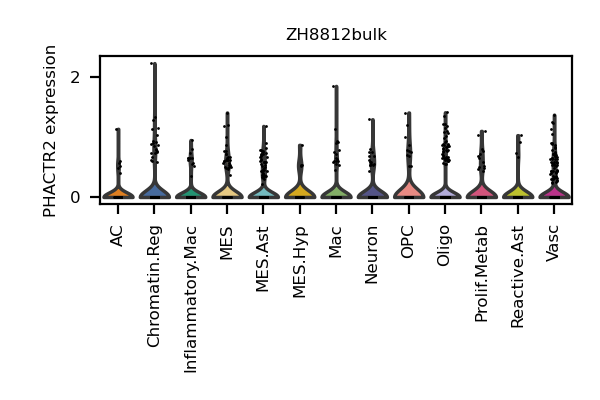 ZH8812bulk
PHACTR2 expression
2
0
AC
Chromatin.Reg
Inflammatory.Mac
MES
MES.Ast
MES.Hyp
Mac
Neuron
OPC
Oligo
Prolif.Metab
Reactive.Ast
Vasc